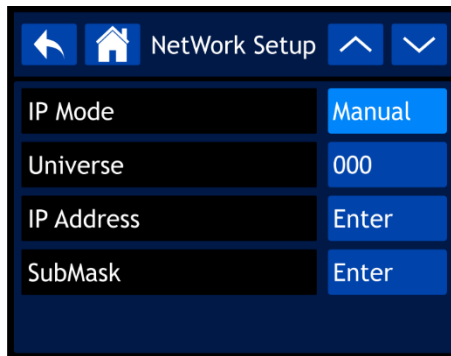 NetWork Setup
IP Mode Manual
Universe 000
IP Address Enter
SubMask Enter